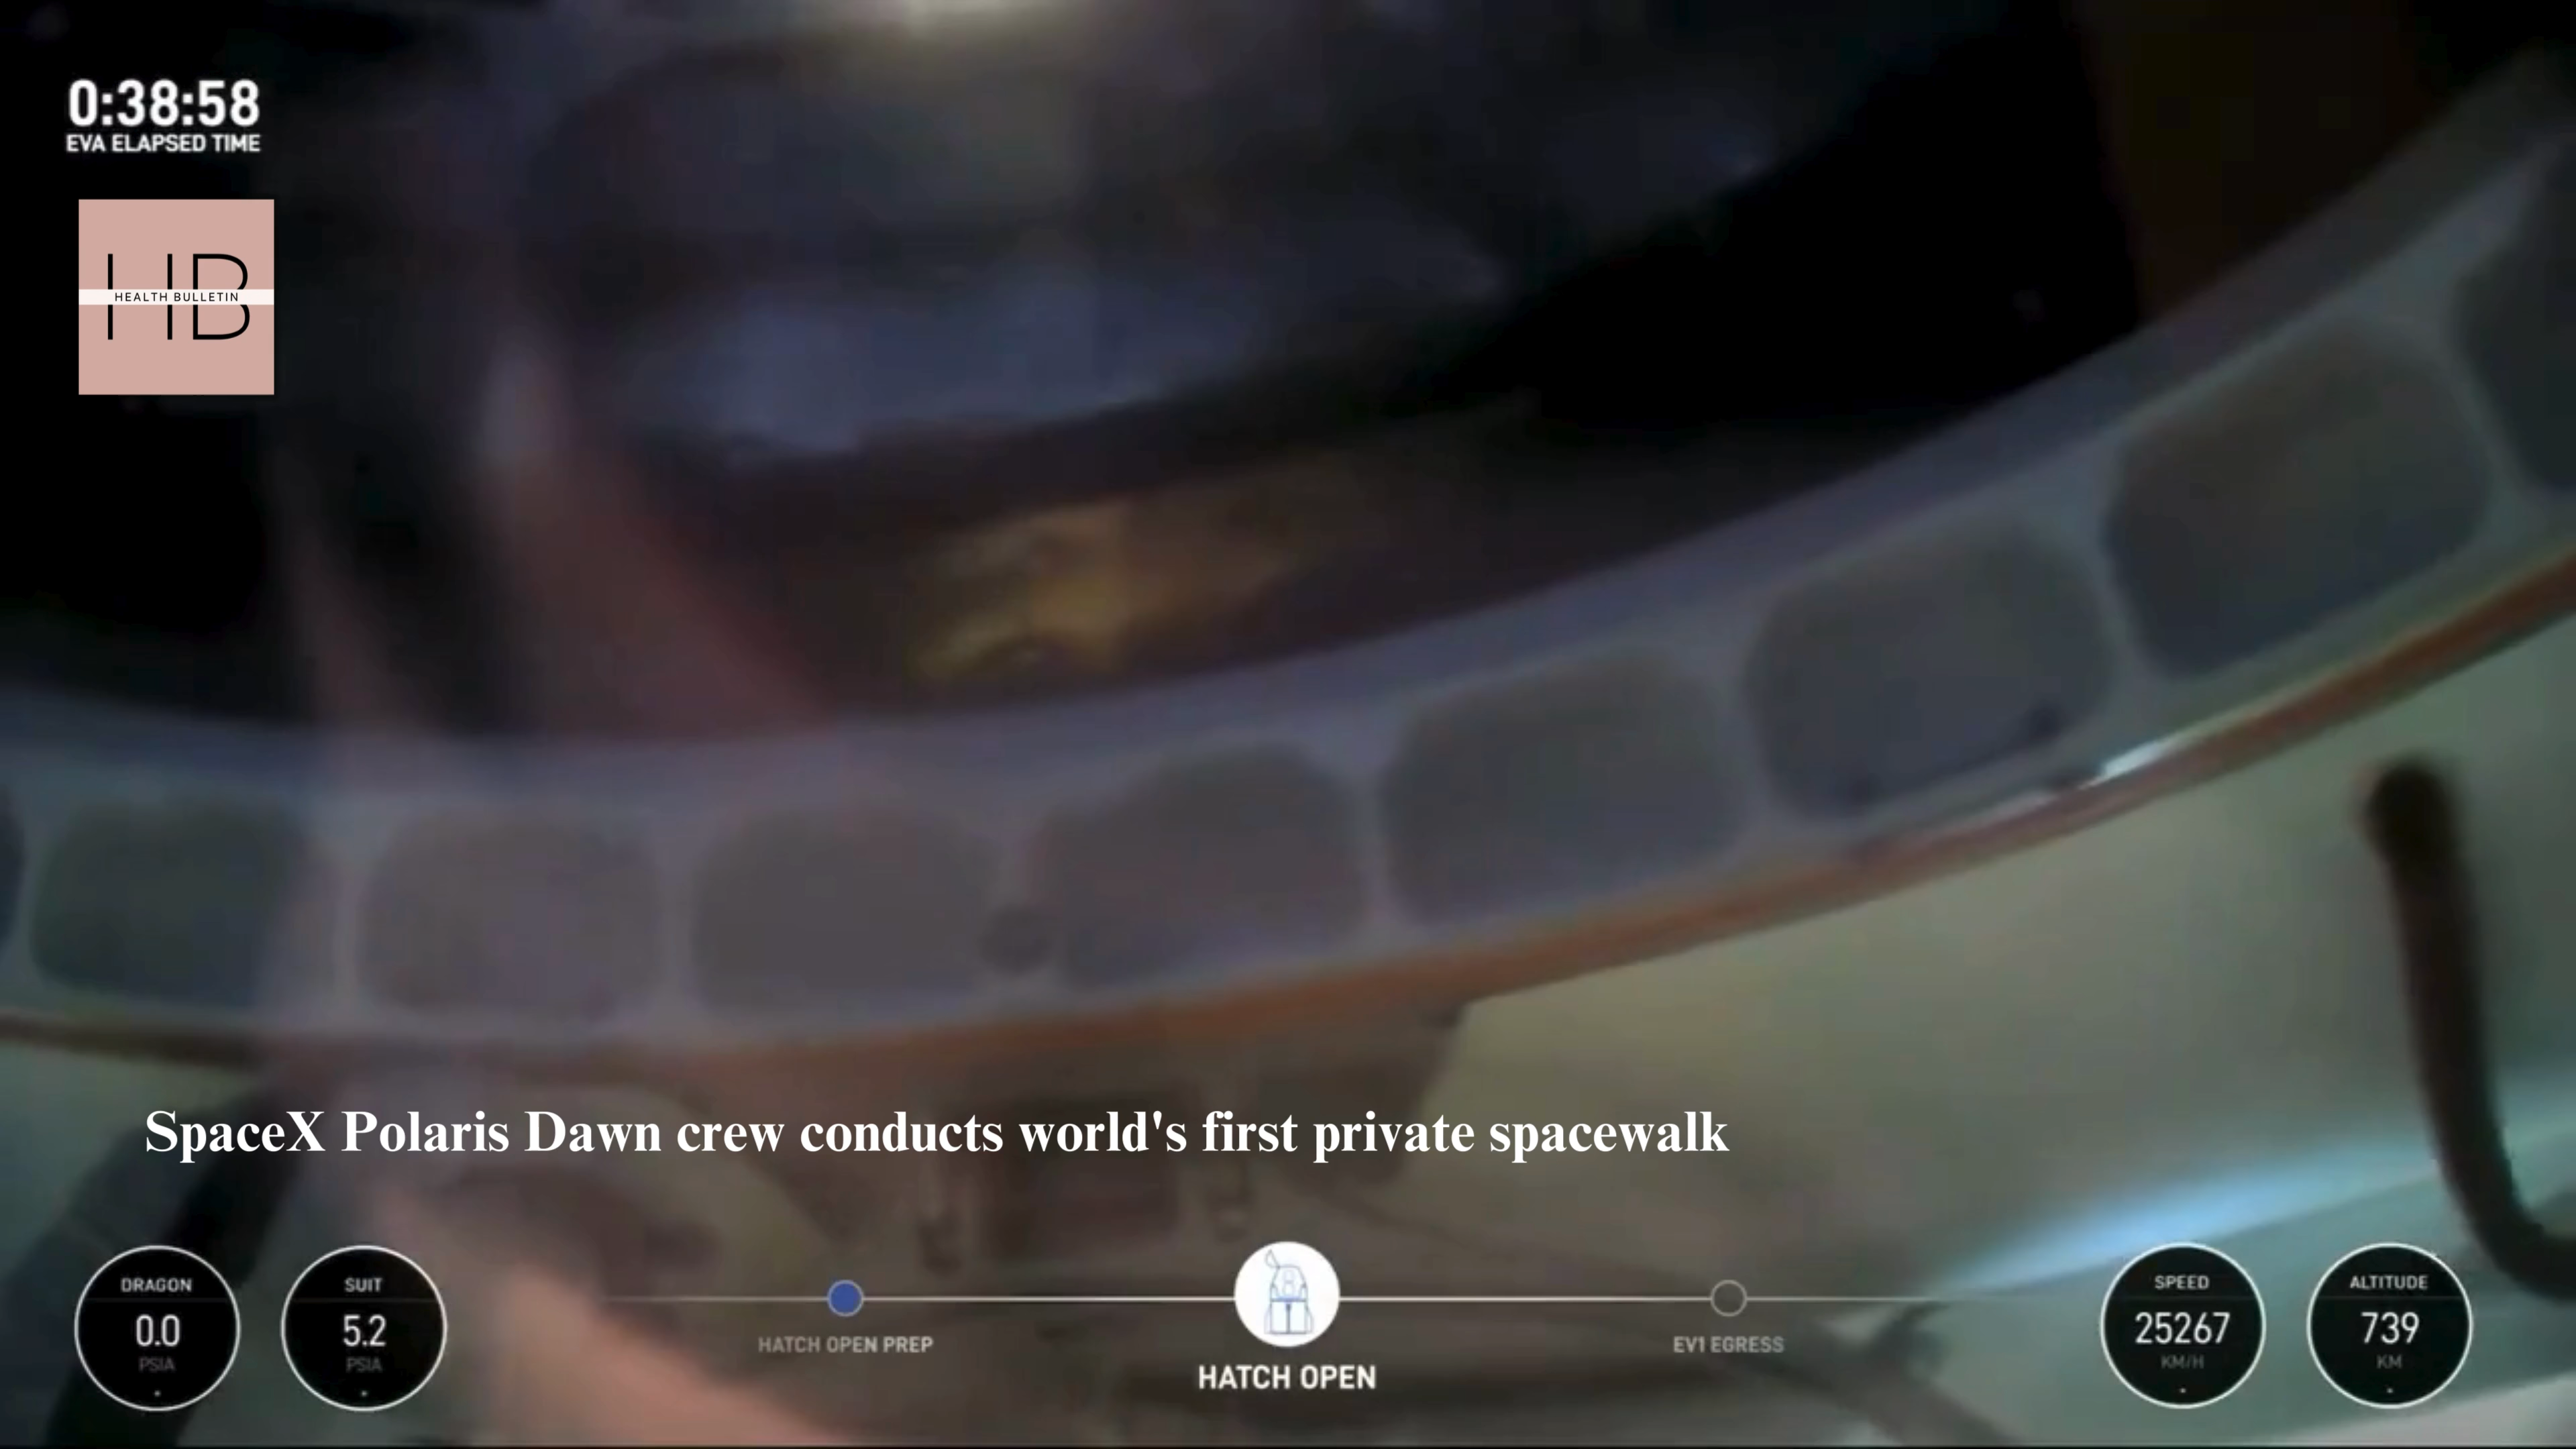 0:38:58
EVA ELAPSED TIME
HB
HEALTH BULLETIN
SpaceX Polaris Dawn crew conducts world's first private spacewalk
DRAGON
0.0
PSIA
SUIT
5.2
PSIA
HATCH OPEN PREP
HATCH OPEN
EV1 EGRESS
SPEED
25267
KM/H
ALTITUDE
739
KM